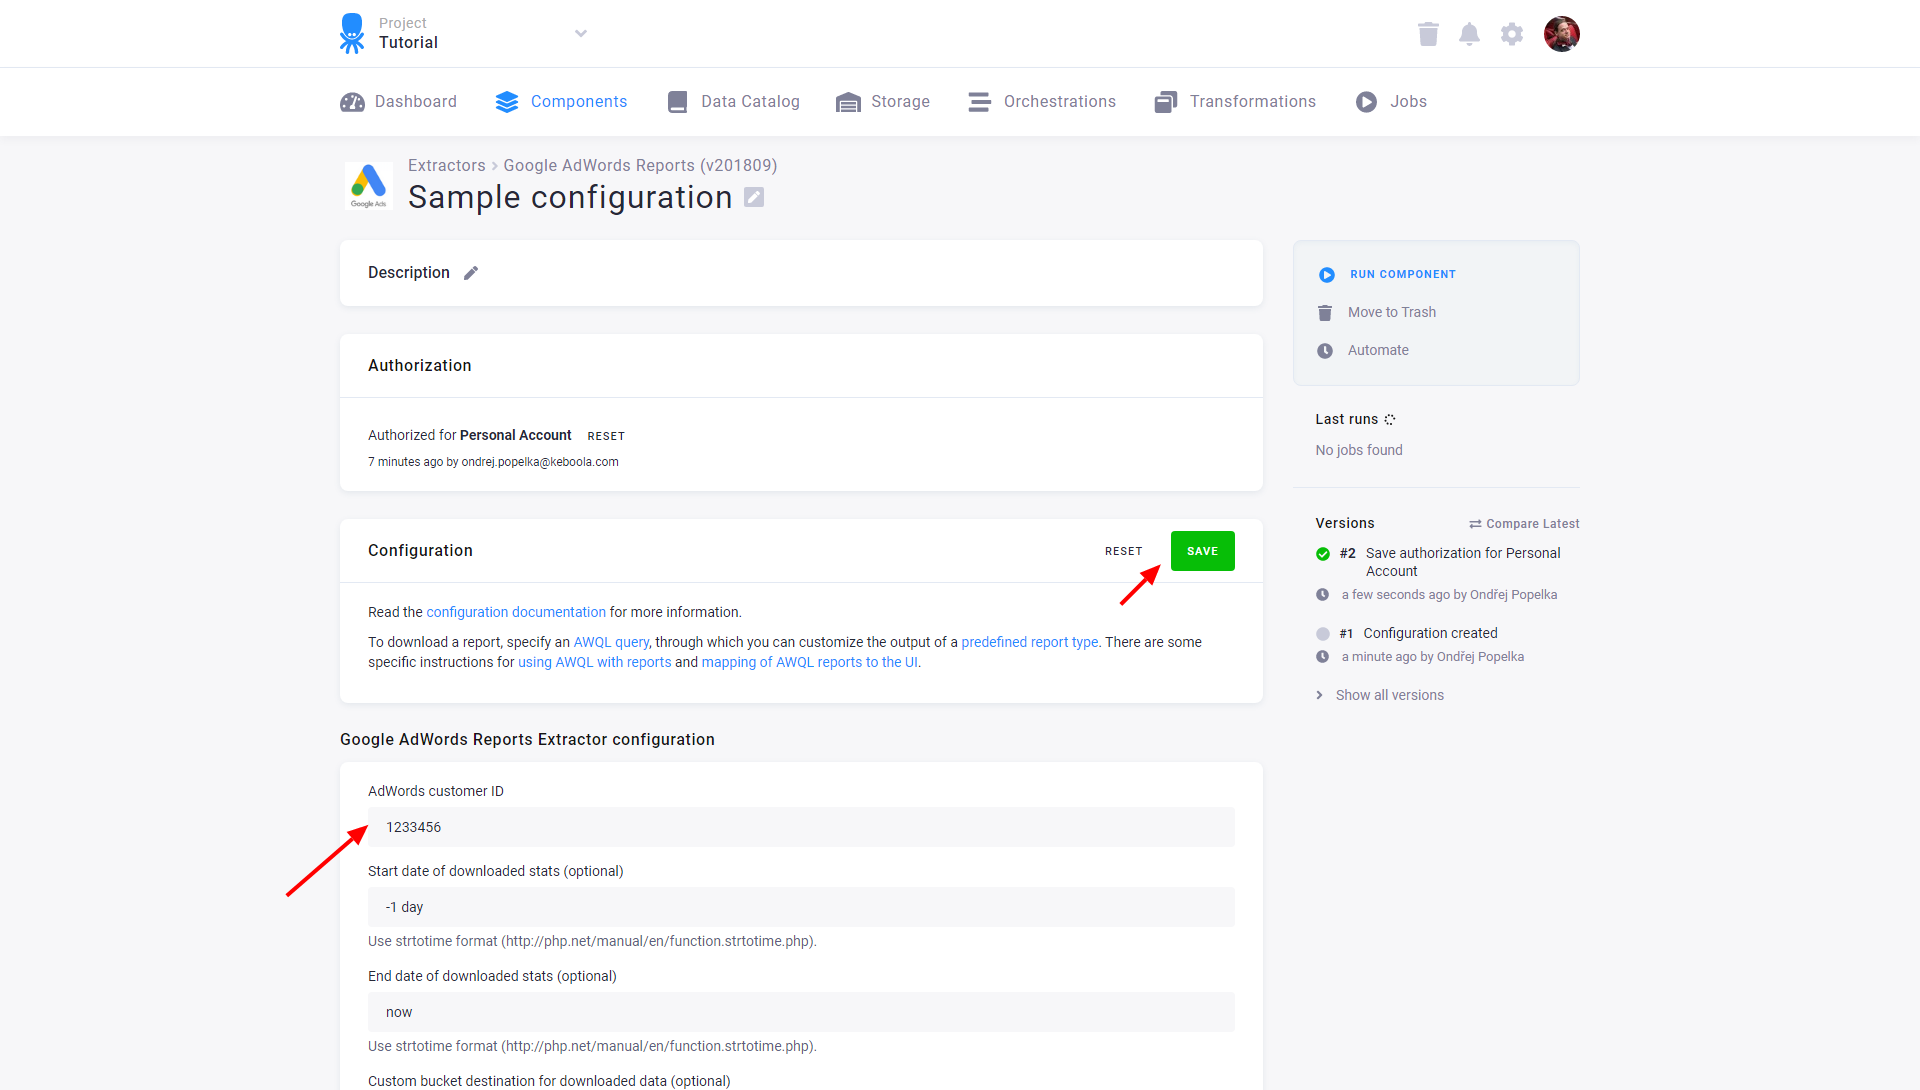 Project
Tutorial
Dashboard
Components
Data Catalog
Storage
Orchestrations
Transformations
Jobs
Google Ads
Extractors > Google AdWords Reports (v201809)
Sample configuration
Description
Authorization
Authorized for Personal Account RESET
7 minutes ago by ondrej.popelka@keboola.com
Configuration
RESET
SAVE
Read the configuration documentation for more information.
To download a report, specify an AWQL query, through which you can customize the output of a predefined report type. There are some
specific instructions for using AWQL with reports and mapping of AWQL reports to the UI.
Google AdWords Reports Extractor configuration
AdWords customer ID
1233456
Start date of downloaded stats (optional)
-1 day
Use strtotime format (http://php.net/manual/en/function.strtotime.php).
End date of downloaded stats (optional)
now
Use strtotime format (http://php.net/manual/en/function.strtotime.php).
Custom bucket destination for downloaded data (optional)
RUN COMPONENT
Move to Trash
Automate
Last runs
No jobs found
Versions
Compare Latest
#2 Save authorization for Personal
Account
a few seconds ago by Ondřej Popelka
#1 Configuration created
a minute ago by Ondřej Popelka
Show all versions